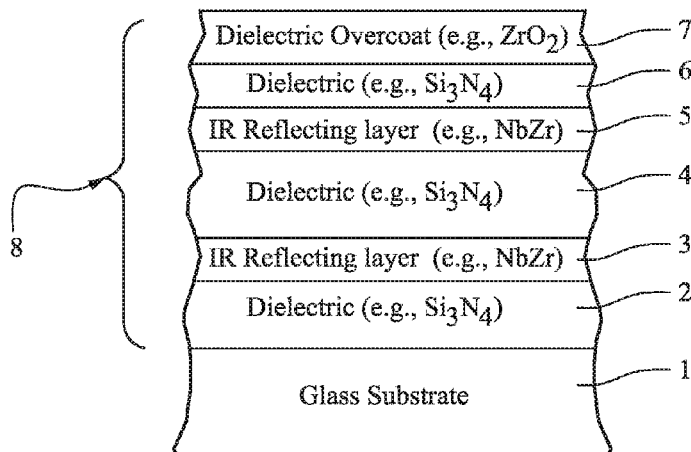 Dielectric Overcoat (e.g., ZrO2) 7
Dielectric (e.g., Si3N4) 6
IR Reflecting layer (e.g., NbZr) 5
Dielectric (e.g., Si3N4) 4
8
IR Reflecting layer (e.g., NbZr) 3
Dielectric (e.g., Si3N4) 2
Glass Substrate 1